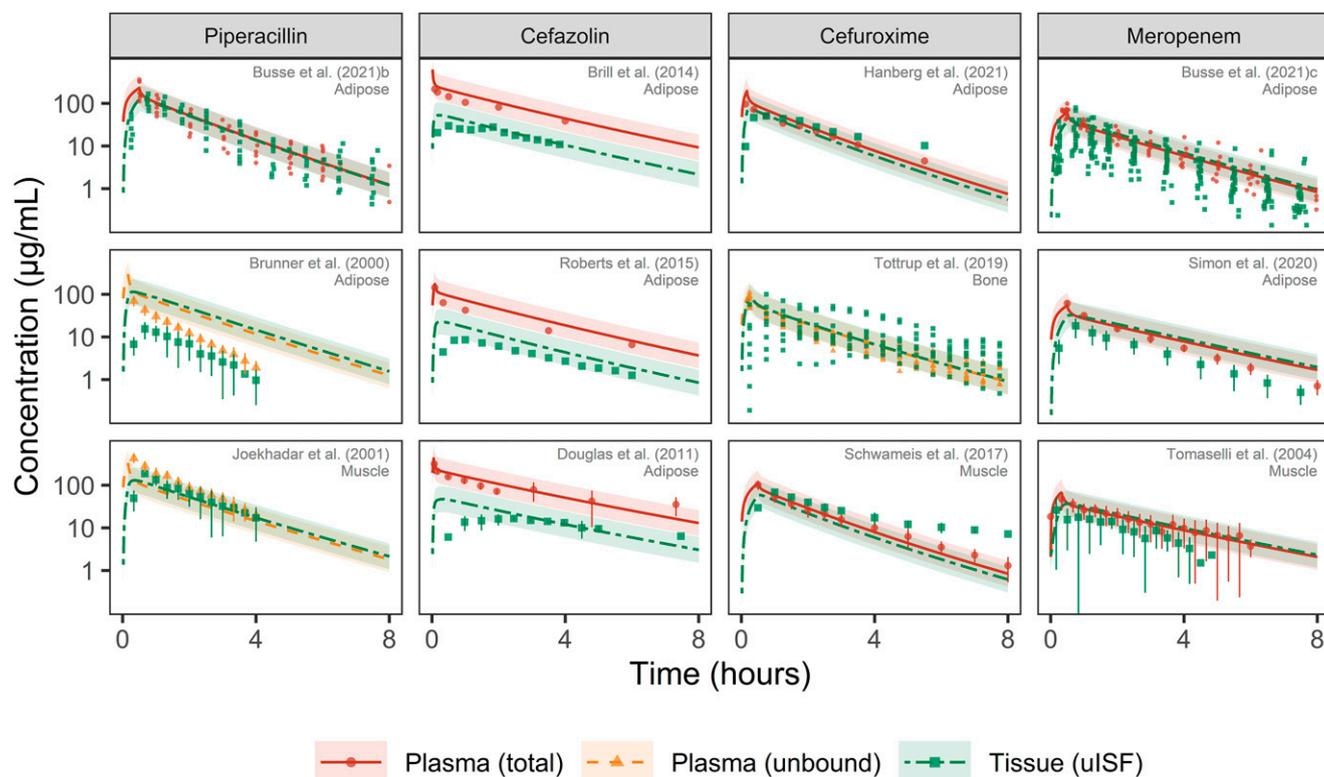 Piperacillin Cefazolin Cefuroxime Meropenem
Busse et al. (2021)b
Adipose
Brill et al. (2014)
Adipose
Hanberg et al. (2021)
Adipose
Busse et al. (2021)c
Adipose
100
10
1
Brunner et al. (2000)
Adipose
Roberts et al. (2015)
Adipose
Tottrup et al. (2019)
Bone
Simon et al. (2020)
Adipose
100
10
1
Joekhadar et al. (2001)
Muscle
Douglas et al. (2011)
Adipose
Schwameis et al. (2017)
Muscle
Tomaselli et al. (2004)
Muscle
100
10
1
Concentration (µg/mL)
0 4 8 0 4 8 0 4 8 0 4 8
Time (hours)
Plasma (total) Plasma (unbound) Tissue (uISF)